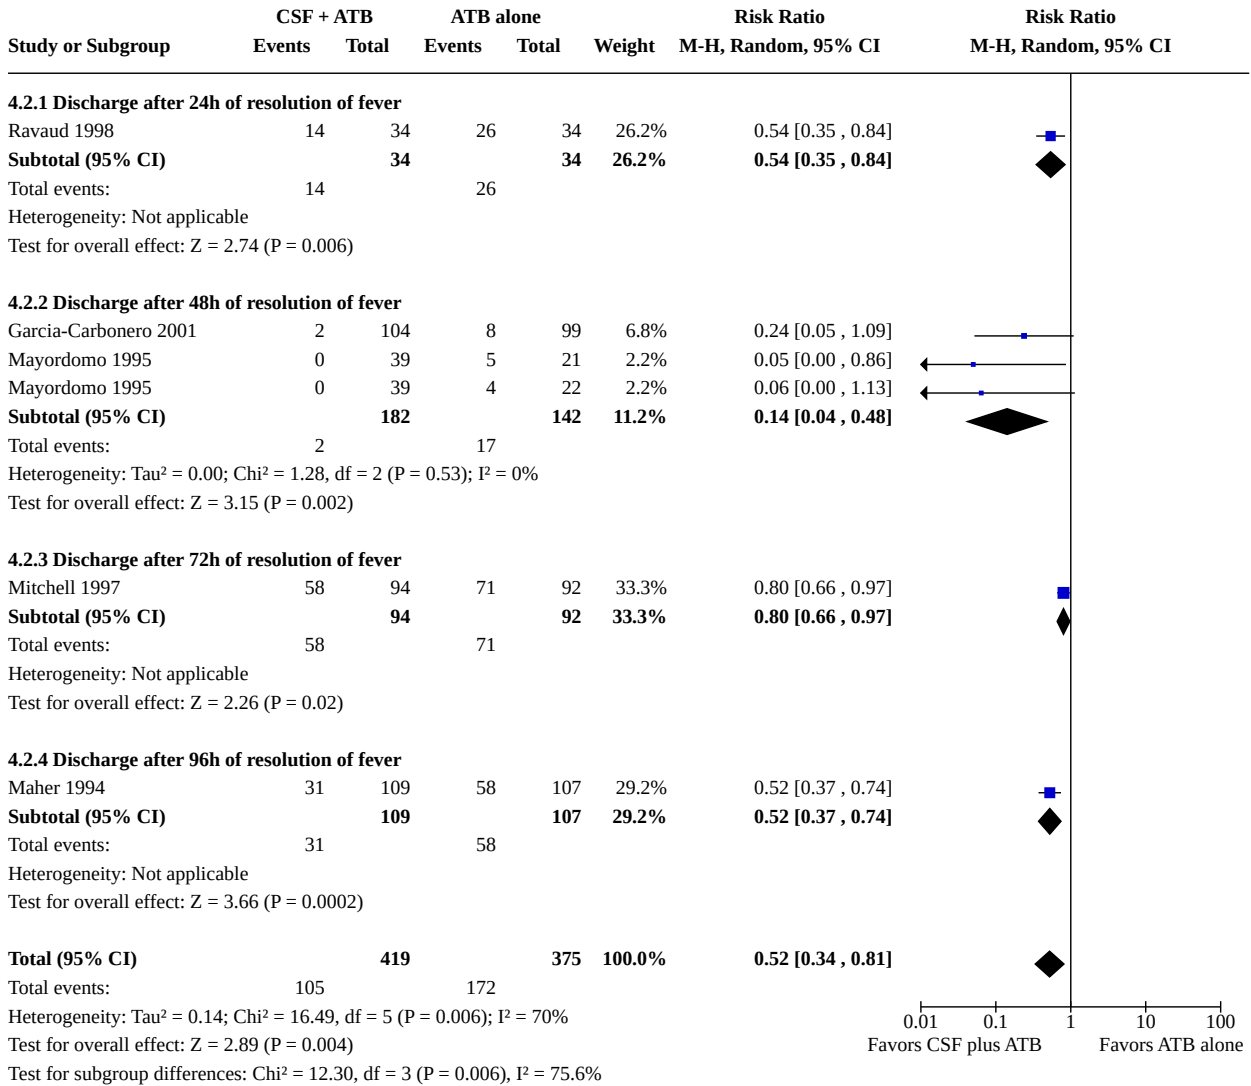 CSF + ATB ATB alone Risk Ratio Risk Ratio
Study or Subgroup Events Total Events Total Weight M-H, Random, 95% CI M-H, Random, 95% CI
4.2.1 Discharge after 24h of resolution of fever
Ravaud 1998 14 34 26 34 26.2% 0.54 [0.35 , 0.84]
Subtotal (95% CI) 34 34 26.2% 0.54 [0.35 , 0.84]
Total events: 14 26
Heterogeneity: Not applicable
Test for overall effect: Z = 2.74 (P = 0.006)
4.2.2 Discharge after 48h of resolution of fever
Garcia-Carbonero 2001 2 104 8 99 6.8% 0.24 [0.05 , 1.09]
Mayordomo 1995 0 39 5 21 2.2% 0.05 [0.00 , 0.86]
Mayordomo 1995 0 39 4 22 2.2% 0.06 [0.00 , 1.13]
Subtotal (95% CI) 182 142 11.2% 0.14 [0.04 , 0.48]
Total events: 2 17
Heterogeneity: Tau² = 0.00; Chi² = 1.28, df = 2 (P = 0.53); I² = 0%
Test for overall effect: Z = 3.15 (P = 0.002)
4.2.3 Discharge after 72h of resolution of fever
Mitchell 1997 58 94 71 92 33.3% 0.80 [0.66 , 0.97]
Subtotal (95% CI) 94 92 33.3% 0.80 [0.66 , 0.97]
Total events: 58 71
Heterogeneity: Not applicable
Test for overall effect: Z = 2.26 (P = 0.02)
4.2.4 Discharge after 96h of resolution of fever
Maher 1994 31 109 58 107 29.2% 0.52 [0.37 , 0.74]
Subtotal (95% CI) 109 107 29.2% 0.52 [0.37 , 0.74]
Total events: 31 58
Heterogeneity: Not applicable
Test for overall effect: Z = 3.66 (P = 0.0002)
Total (95% CI) 419 375 100.0% 0.52 [0.34 , 0.81]
Total events: 105 172
Heterogeneity: Tau² = 0.14; Chi² = 16.49, df = 5 (P = 0.006); I² = 70%
0.01 0.1 1 10 100
Test for overall effect: Z = 2.89 (P = 0.004)
Favors CSF plus ATB Favors ATB alone
Test for subgroup differences: Chi² = 12.30, df = 3 (P = 0.006), I² = 75.6%